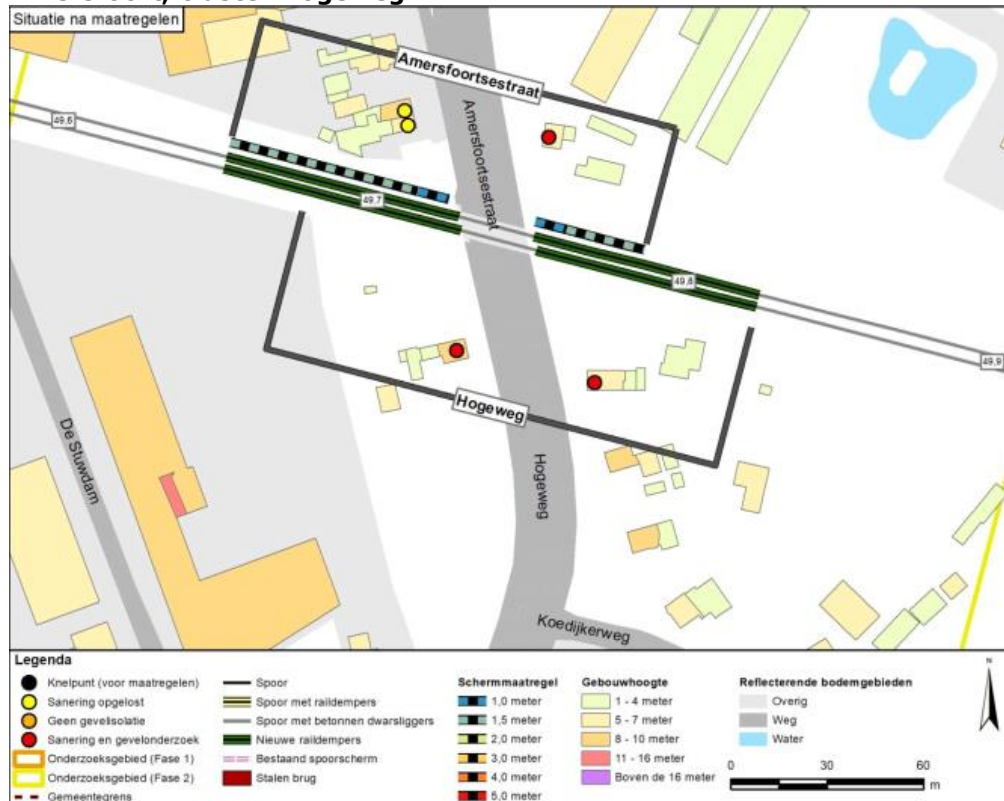 Situatie na maatregelen
Amersfoortsestraat
Amersfoortsestraat
49,6
49,7
49,8
49,9
Hogeweg
Hogeweg
De Stuwdam
Koedijkerweg
Legenda
Knelpunt (voor maatregelen)
Sanering opgelost
Geen gevelisolatie
Sanering en gevelonderzoek
Onderzoeksgebied (Fase 1)
Onderzoeksgebied (Fase 2)
Gemeentegrens
Spoor
Spoor met raildempers
Spoor met betonnen dwarsliggers
Nieuwe raildempers
Bestaand spoorscherm
Stalen brug
Schermmaatregel
1,0 meter
1,5 meter
2,0 meter
3,0 meter
4,0 meter
5,0 meter
Gebouwhoogte
1 - 4 meter
5 - 7 meter
8 - 10 meter
11 - 16 meter
Boven de 16 meter
Reflecterende bodemgebieden
Overig
Weg
Water
N
0 30 60
m